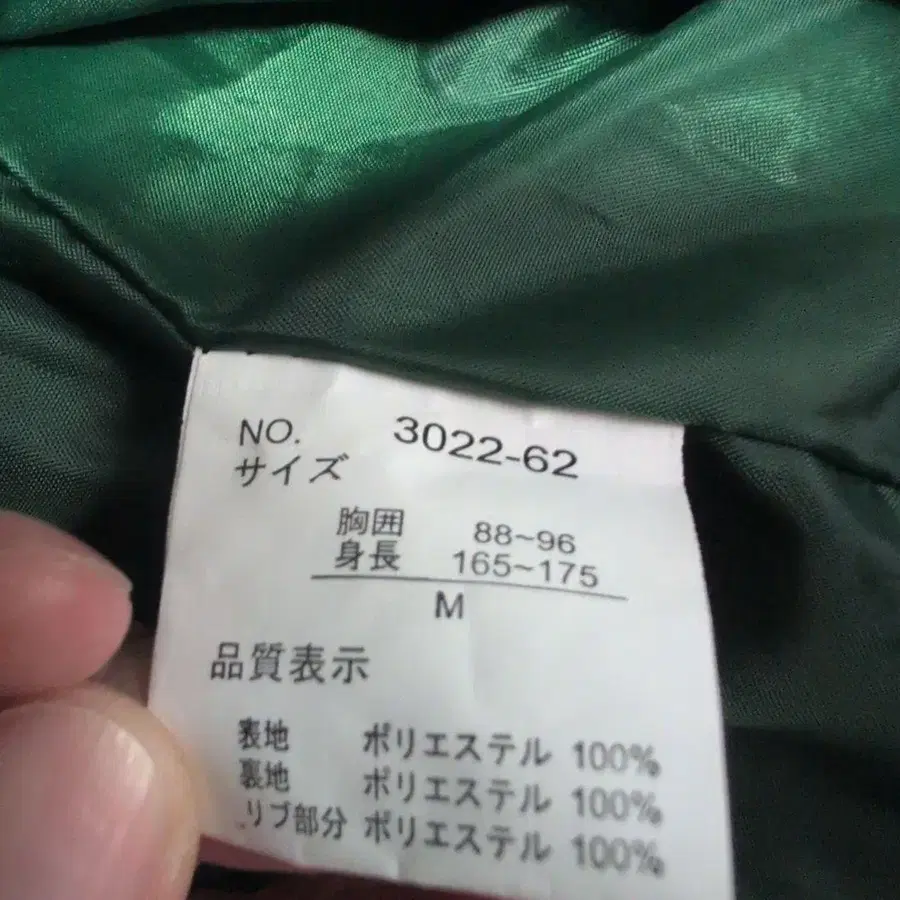 NO. 3022-62
サイズ
胸囲 88~96
身長 165~175
M
品質表示
表地 ポリエステル 100%
裏地 ポリエステル 100%
リブ部分 ポリエステル 100%